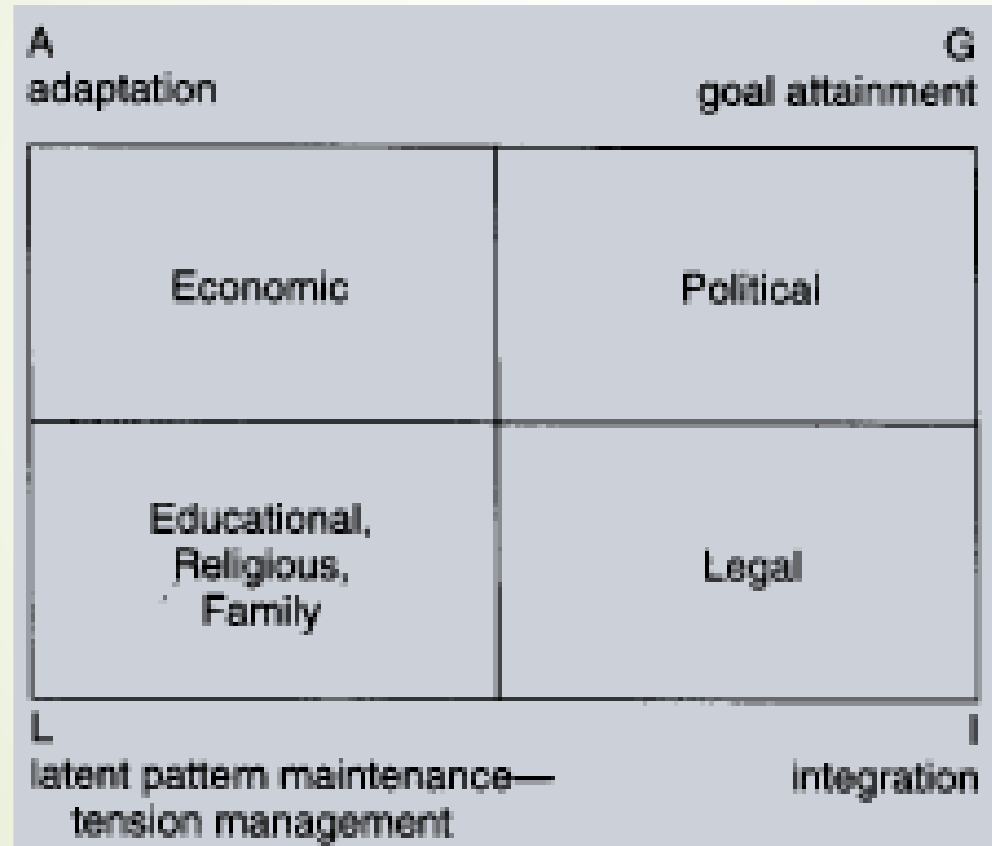 A
G
adaptation
goal attainment
Economic
Political
Educational,
Religious,
Family
Legal
L
I
latent pattern maintenance—
tension management
integration